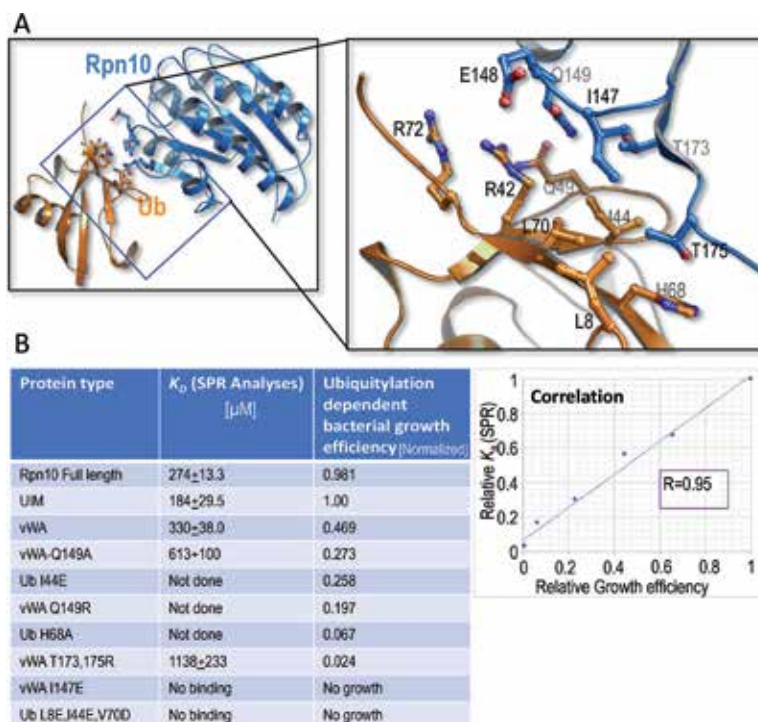 A
Rpn10
Ub
E148
Q149
I147
R72
T173
R42
Q49
L70
I44
T175
H68
L8
B
Protein type
K_D (SPR Analyses)
[µM]
Ubiquitylation
dependent
bacterial growth
efficiency [Normalized]
Rpn10 Full length 274±13.3 0.981
UIM 184±29.5 1.00
vWA 330±38.0 0.469
vWA-Q149A 613+100 0.273
Ub I44E Not done 0.258
vWA Q149R Not done 0.197
Ub H68A Not done 0.067
vWA T173,175R 1138±233 0.024
vWA I147E No binding No growth
Ub L8E,I44E,V70D No binding No growth
Correlation
R=0.95
Relative (SPR)
1
0.8
0.6
0.4
0.2
0
0 0.2 0.4 0.6 0.8 1
Relative Growth efficiency